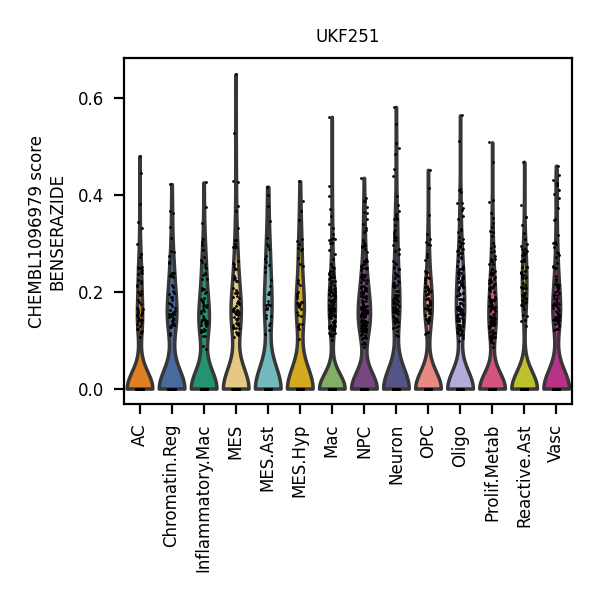 UKF251
CHEMBL1096979 score
BENSERAZIDE
0.6
0.4
0.2
0.0
AC
Chromatin.Reg
Inflammatory.Mac
MES
MES.Ast
MES.Hyp
Mac
NPC
Neuron
OPC
Oligo
Prolif.Metab
Reactive.Ast
Vasc